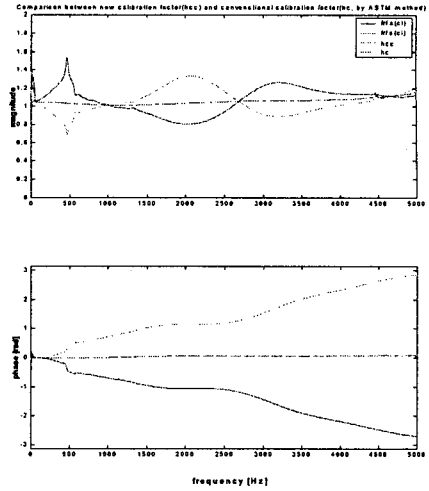 Comparison between new calibration factor(hcc) and convenstional calibration factor(hc, by ASTM method)
hcc
hc
2
1.8
1.6
1.4
1.2
1
0.8
0.6
0.4
0.2
0
magnitude
0 500 1000 1500 2000 2500 3000 3500 4000 4500 5000
3
2
1
0
-1
-2
-3
phase [rad]
0 500 1000 1500 2000 2500 3000 3500 4000 4500 5000
frequency [Hz]